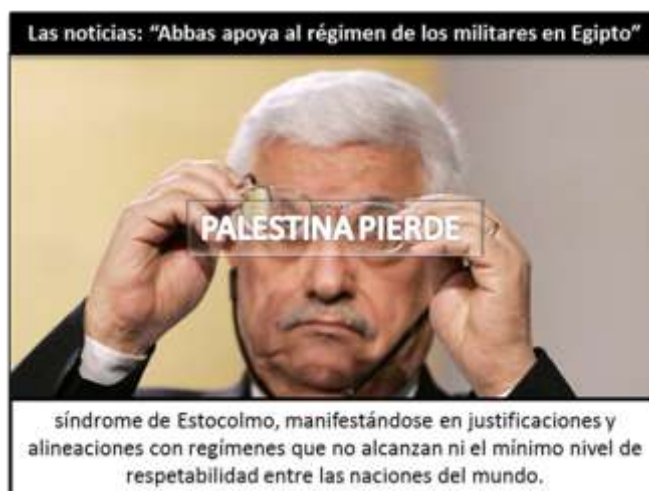 Las noticias: “Abbas apoya al régimen de los militares en Egipto”
PALESTINA PIERDE
síndrome de Estocolmo, manifestándose en justificaciones y
alineaciones con regímenes que no alcanzan ni el mínimo nivel de
respetabilidad entre las naciones del mundo.